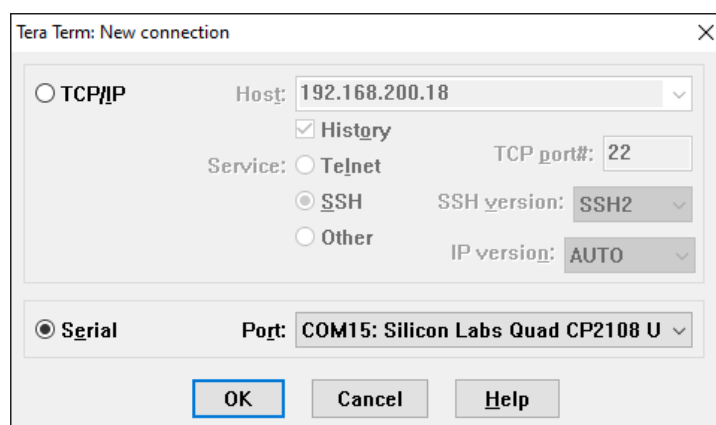 Tera Term: New connection
TCP/IP
Host: 192.168.200.18
History
Service: Telnet
TCP port#: 22
SSH
SSH version: SSH2
Other
IP version: AUTO
Serial
Port: COM15: Silicon Labs Quad CP2108 U
OK Cancel Help